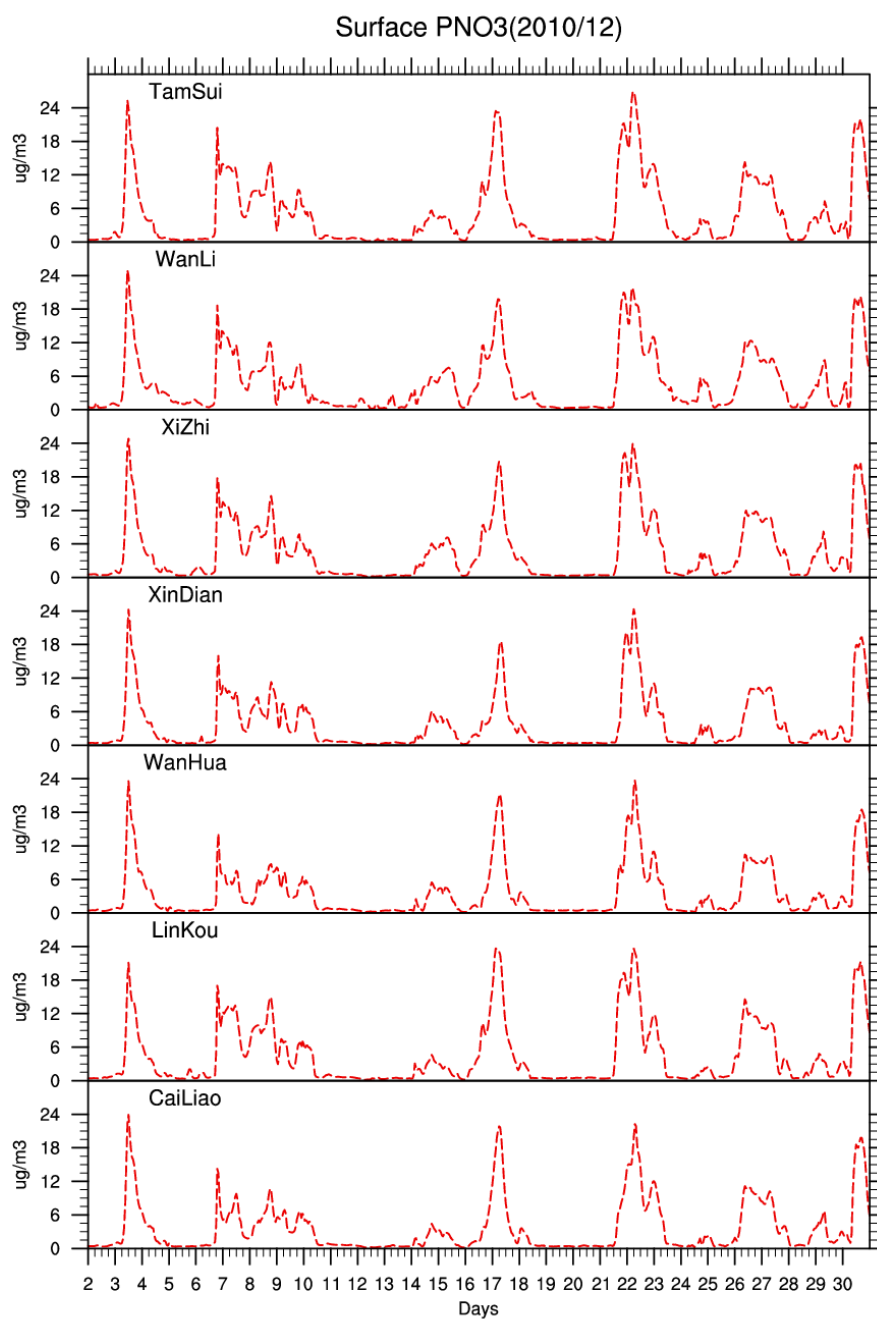 Surface PNO3(2010/12)
TamSui
24
18
12
6
0
ug/m3
WanLi
24
18
12
6
0
ug/m3
XiZhi
24
18
12
6
0
ug/m3
XinDian
24
18
12
6
0
ug/m3
WanHua
24
18
12
6
0
ug/m3
LinKou
24
18
12
6
0
ug/m3
CaiLiao
24
18
12
6
0
ug/m3
2 3 4 5 6 7 8 9 10 11 12 13 14 15 16 17 18 19 20 21 22 23 24 25 26 27 28 29 30
Days